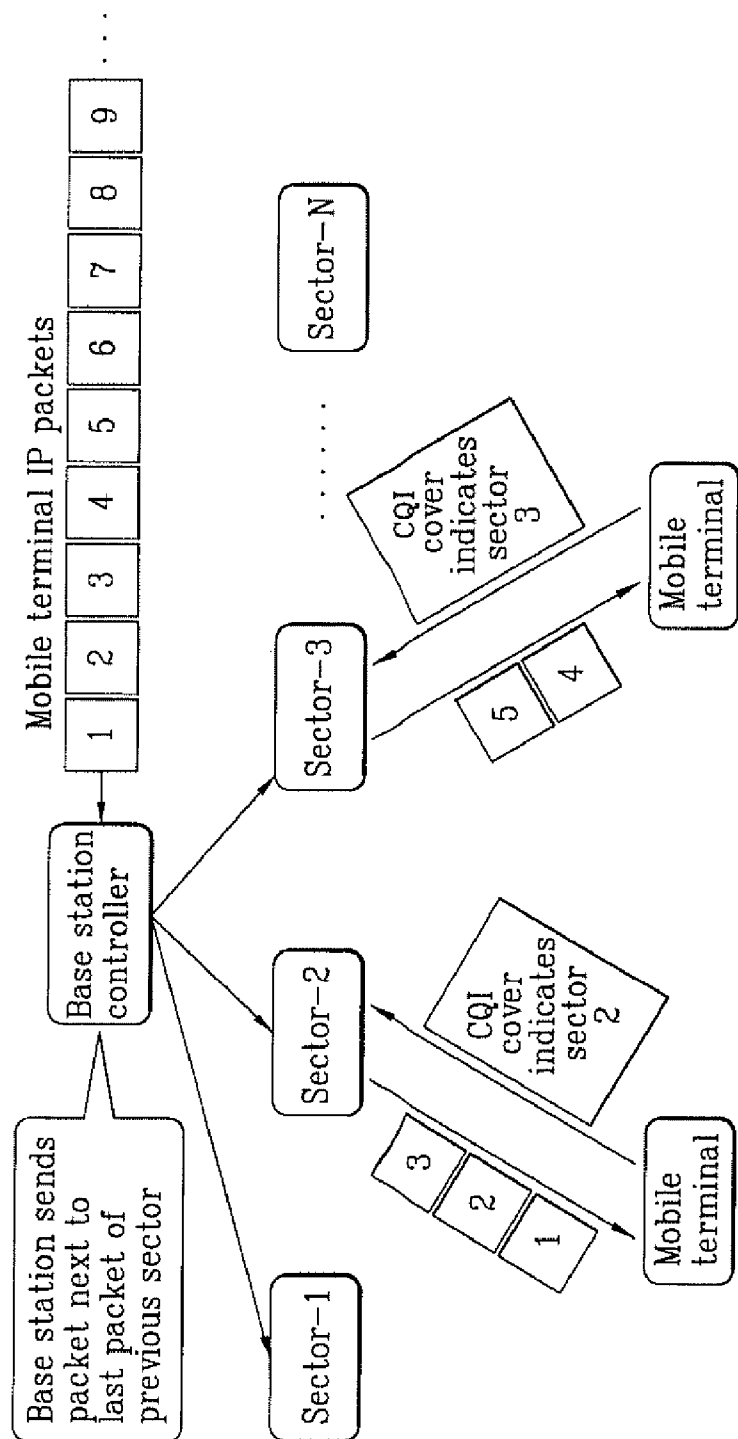 Mobile terminal IP packets
1 2 3 4 5 6 7 8 9 . . .
Base station sends
packet next to
last packet of
previous sector
Base station
controller
Sector-1
Sector-2
Sector-3
. . . . . .
Sector-N
3
2
1
CQI
cover
indicates
sector
2
5
4
CQI
cover
indicates
sector
3
Mobile
terminal
Mobile
terminal